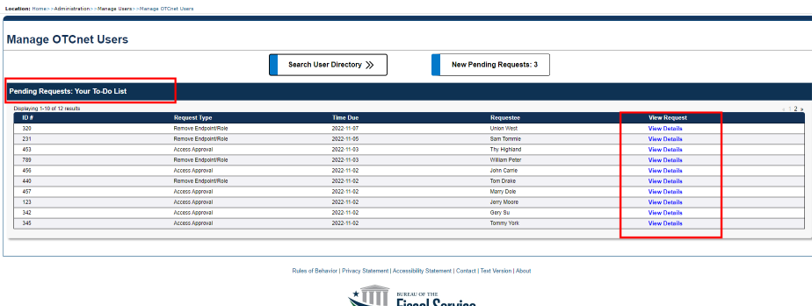 Location: Home>>Administration>>Manage Users>>Manage OTCnet Users
Manage OTCnet Users
Search User Directory >>
New Pending Requests: 3
Pending Requests: Your To-Do List
Displaying 1-10 of 12 results
« 1 2 »
ID # Request Type Time Due Requestee View Request
320 Remove Endpoint/Role 2022-11-07 Union West View Details
231 Remove Endpoint/Role 2022-11-05 Sam Tommie View Details
453 Access Approval 2022-11-03 Thy Highland View Details
789 Remove Endpoint/Role 2022-11-03 William Peter View Details
456 Access Approval 2022-11-02 John Carrie View Details
440 Remove Endpoint/Role 2022-11-02 Tom Drake View Details
457 Access Approval 2022-11-02 Marry Dole View Details
123 Access Approval 2022-11-02 Jerry Moore View Details
342 Access Approval 2022-11-02 Gery Bu View Details
345 Access Approval 2022-11-02 Tommy York View Details
Rules of Behavior | Privacy Statement | Accessibility Statement | Contact | Text Version | About
BUREAU OF THE
Fiscal Service